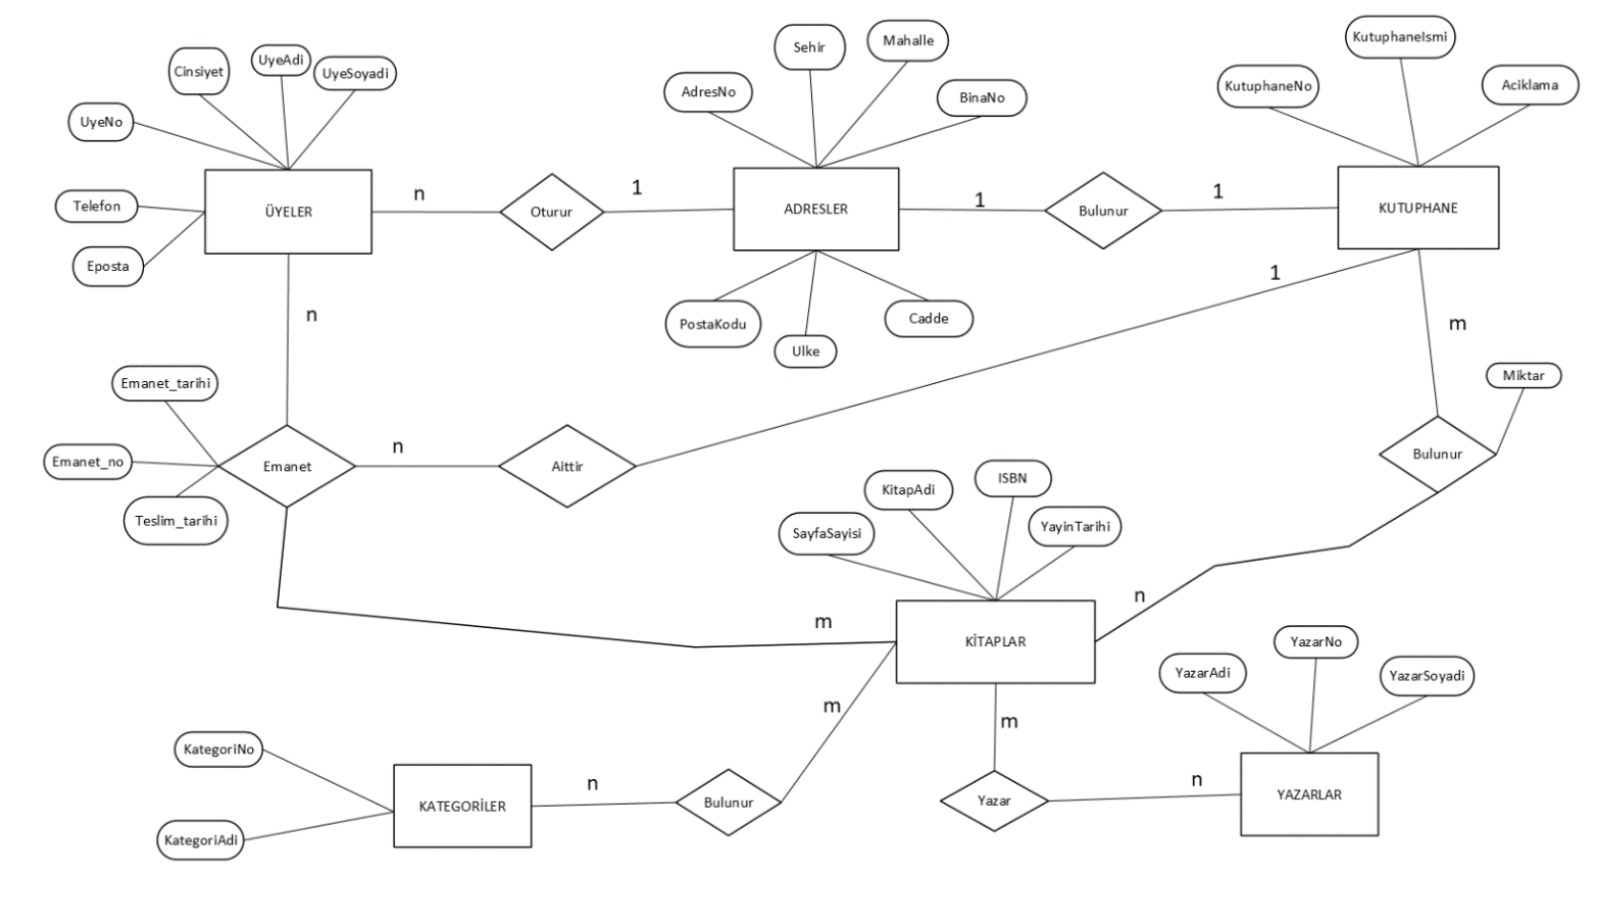 KutuphaneIsmi
Mahalle
Sehir
UyeAdi
Cinsiyet
UyeSoyadi
KutuphaneNo
Aciklama
AdresNo
BinaNo
UyeNo
ÜYELER
n
Oturur
1
ADRESLER
1
Bulunur
1
KUTUPHANE
Telefon
Eposta
1
n
PostaKodu
Ulke
Cadde
m
Miktar
Emanet_tarihi
Emanet_no
Emanet
n
Aittir
Bulunur
Teslim_tarihi
ISBN
KitapAdi
YayinTarihi
SayfaSayisi
n
m
KİTAPLAR
YazarNo
YazarAdi
YazarSoyadi
m
m
KategoriNo
KategoriAdi
KATEGORİLER
n
Bulunur
Yazar
n
YAZARLAR